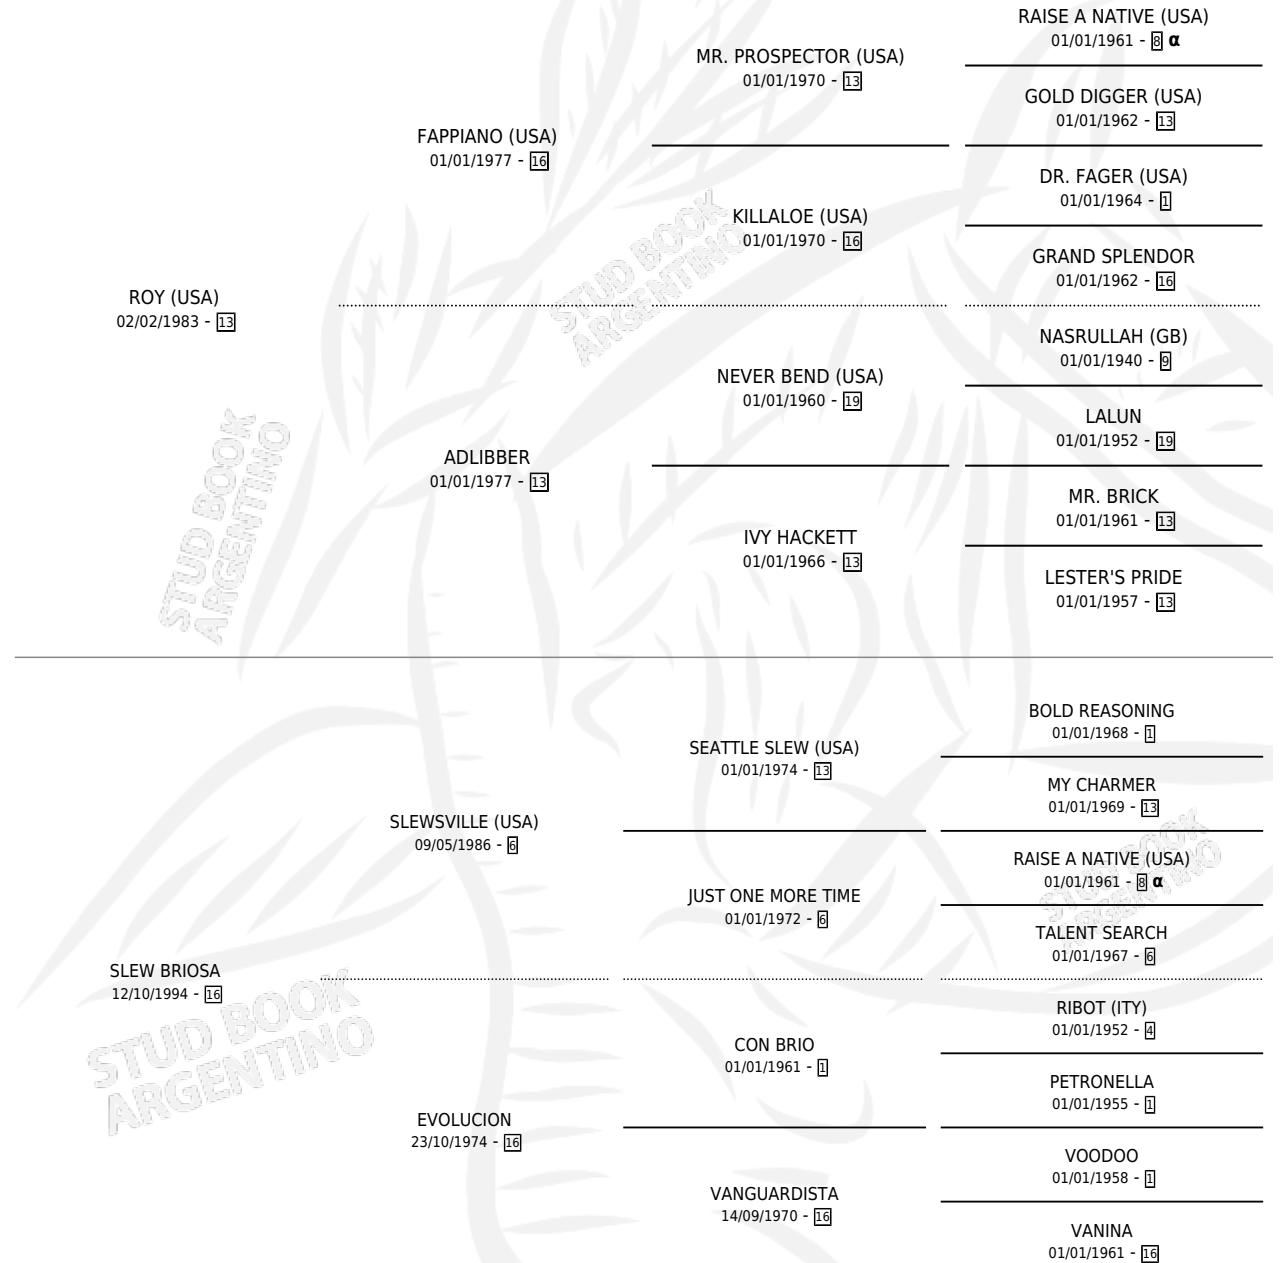 RAISE A NATIVE (USA)
01/01/1961 - 8 α
MR. PROSPECTOR (USA)
01/01/1970 - 13
GOLD DIGGER (USA)
01/01/1962 - 13
FAPPIANO (USA)
01/01/1977 - 16
DR. FAGER (USA)
01/01/1964 - 1
KILLALOE (USA)
01/01/1970 - 16
GRAND SPLENDOR
01/01/1962 - 16
ROY (USA)
02/02/1983 - 13
NASRULLAH (GB)
01/01/1940 - 9
NEVER BEND (USA)
01/01/1960 - 19
LALUN
01/01/1952 - 19
ADLIBBER
01/01/1977 - 13
MR. BRICK
01/01/1961 - 13
IVY HACKETT
01/01/1966 - 13
LESTER'S PRIDE
01/01/1957 - 13
BOLD REASONING
01/01/1968 - 1
SEATTLE SLEW (USA)
01/01/1974 - 13
MY CHARMER
01/01/1969 - 13
SLEWSVILLE (USA)
09/05/1986 - 6
RAISE A NATIVE (USA)
01/01/1961 - 8 α
JUST ONE MORE TIME
01/01/1972 - 6
TALENT SEARCH
01/01/1967 - 6
SLEW BRIOSA
12/10/1994 - 16
RIBOT (ITY)
01/01/1952 - 4
CON BRIO
01/01/1961 - 1
PETRONELLA
01/01/1955 - 1
EVOLUCION
23/10/1974 - 16
VOODOO
01/01/1958 - 1
VANGUARDISTA
14/09/1970 - 16
VANINA
01/01/1961 - 16
STUD BOOK
ARGENTINO
STUD BOOK
ARGENTINO
STUD BOOK
ARGENTINO
STUD BOOK
ARGENTINO